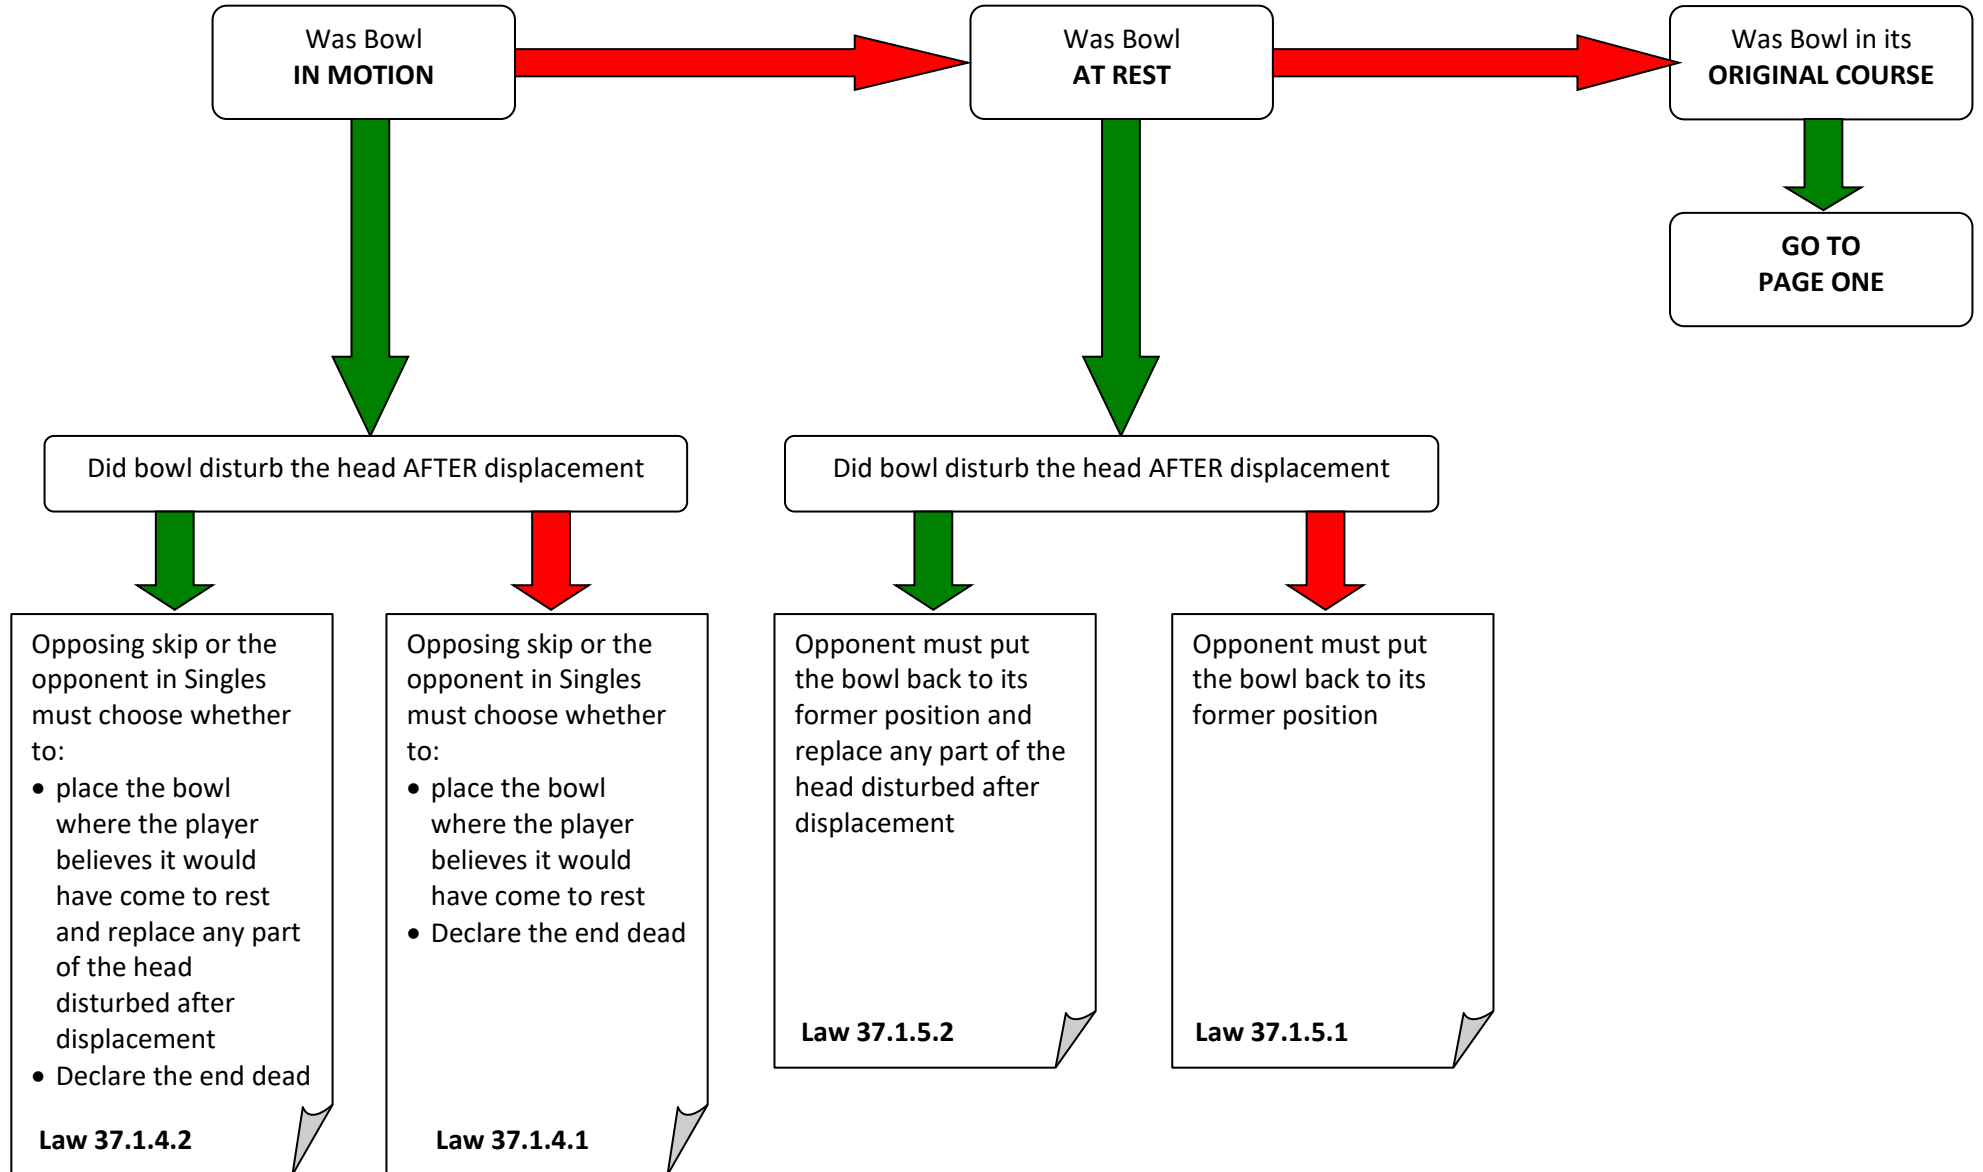 Was Bowl
IN MOTION
Was Bowl
AT REST
Was Bowl in its
ORIGINAL COURSE
GO TO
PAGE ONE
Did bowl disturb the head AFTER displacement
Did bowl disturb the head AFTER displacement
Opposing skip or the
opponent in Singles
must choose whether
to:
• place the bowl
where the player
believes it would
have come to rest
and replace any part
of the head
disturbed after
displacement
• Declare the end dead
Law 37.1.4.2
Opposing skip or the
opponent in Singles
must choose whether
to:
• place the bowl
where the player
believes it would
have come to rest
• Declare the end dead
Law 37.1.4.1
Opponent must put
the bowl back to its
former position and
replace any part of the
head disturbed after
displacement
Law 37.1.5.2
Opponent must put
the bowl back to its
former position
Law 37.1.5.1